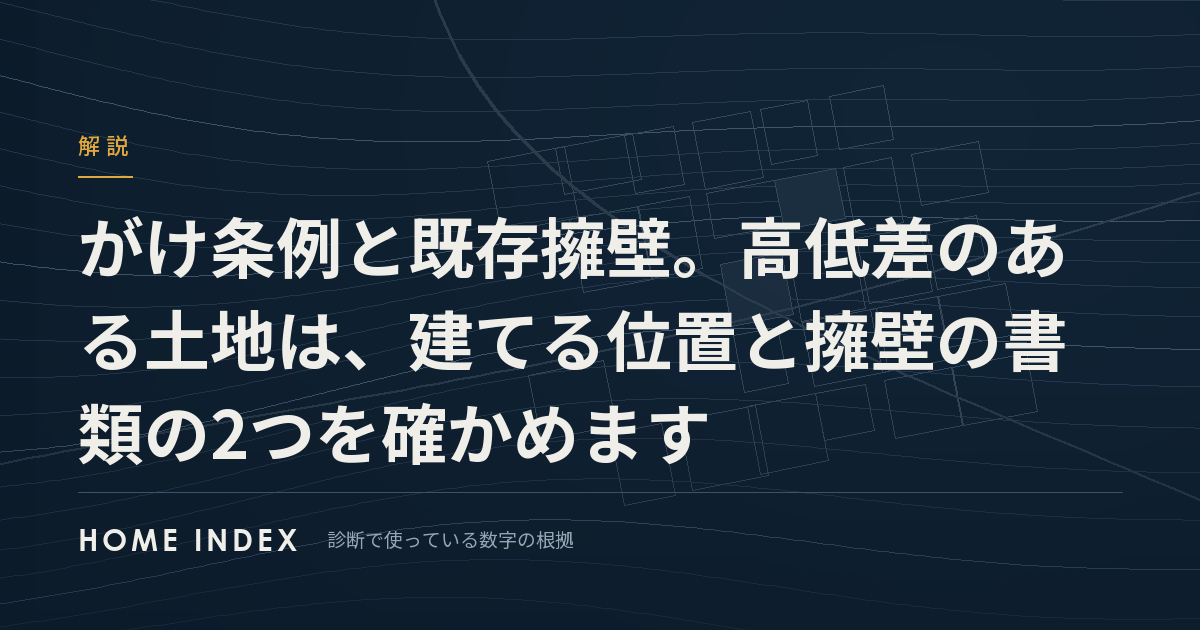 解説
がけ条例と既存擁壁。高低差のあ
る土地は、建てる位置と擁壁の書
類の2つを確かめます
HOME INDEX 診断で使っている数字の根拠